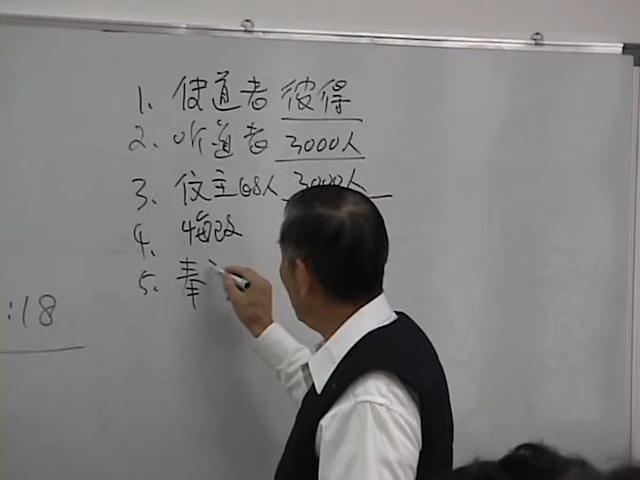 1. 使道者 彼得
2. 听道者 3000人
3. 信主的人 3000人
4. 悔改
5. 奉
:18